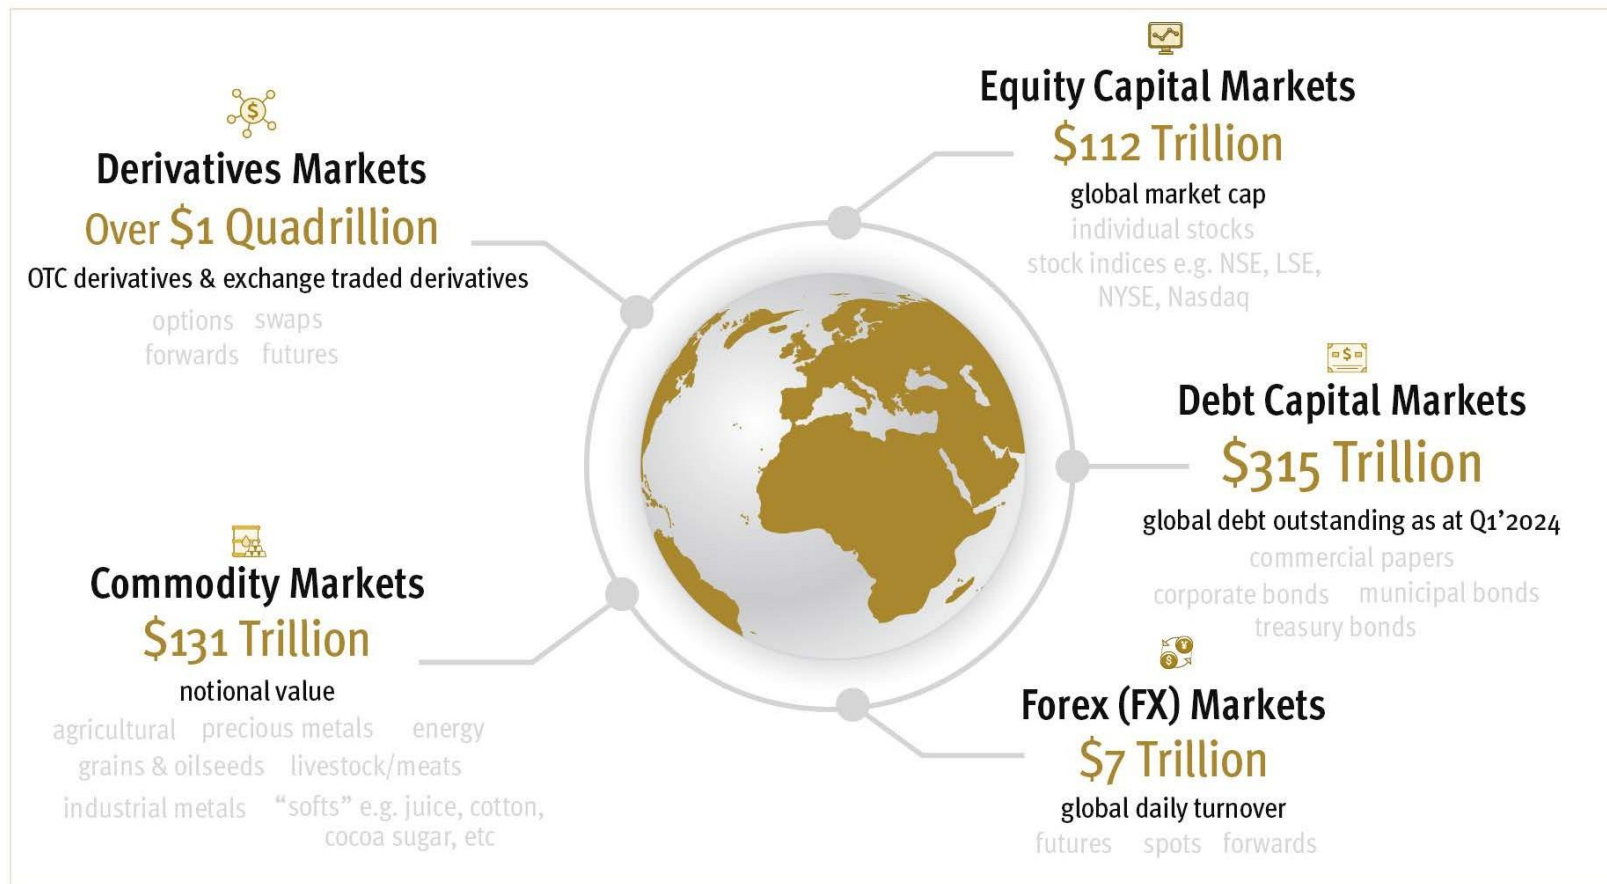 Derivatives Markets
Over $1 Quadrillion
OTC derivatives & exchange traded derivatives
options swaps
forwards futures
Equity Capital Markets
$112 Trillion
global market cap
individual stocks
stock indices e.g. NSE, LSE,
NYSE, Nasdaq
Debt Capital Markets
$315 Trillion
global debt outstanding as at Q1’2024
commercial papers
corporate bonds municipal bonds
treasury bonds
Commodity Markets
$131 Trillion
notional value
agricultural precious metals energy
grains & oilseeds livestock/meats
industrial metals “softs” e.g. juice, cotton,
cocoa sugar, etc
Forex (FX) Markets
$7 Trillion
global daily turnover
futures spots forwards